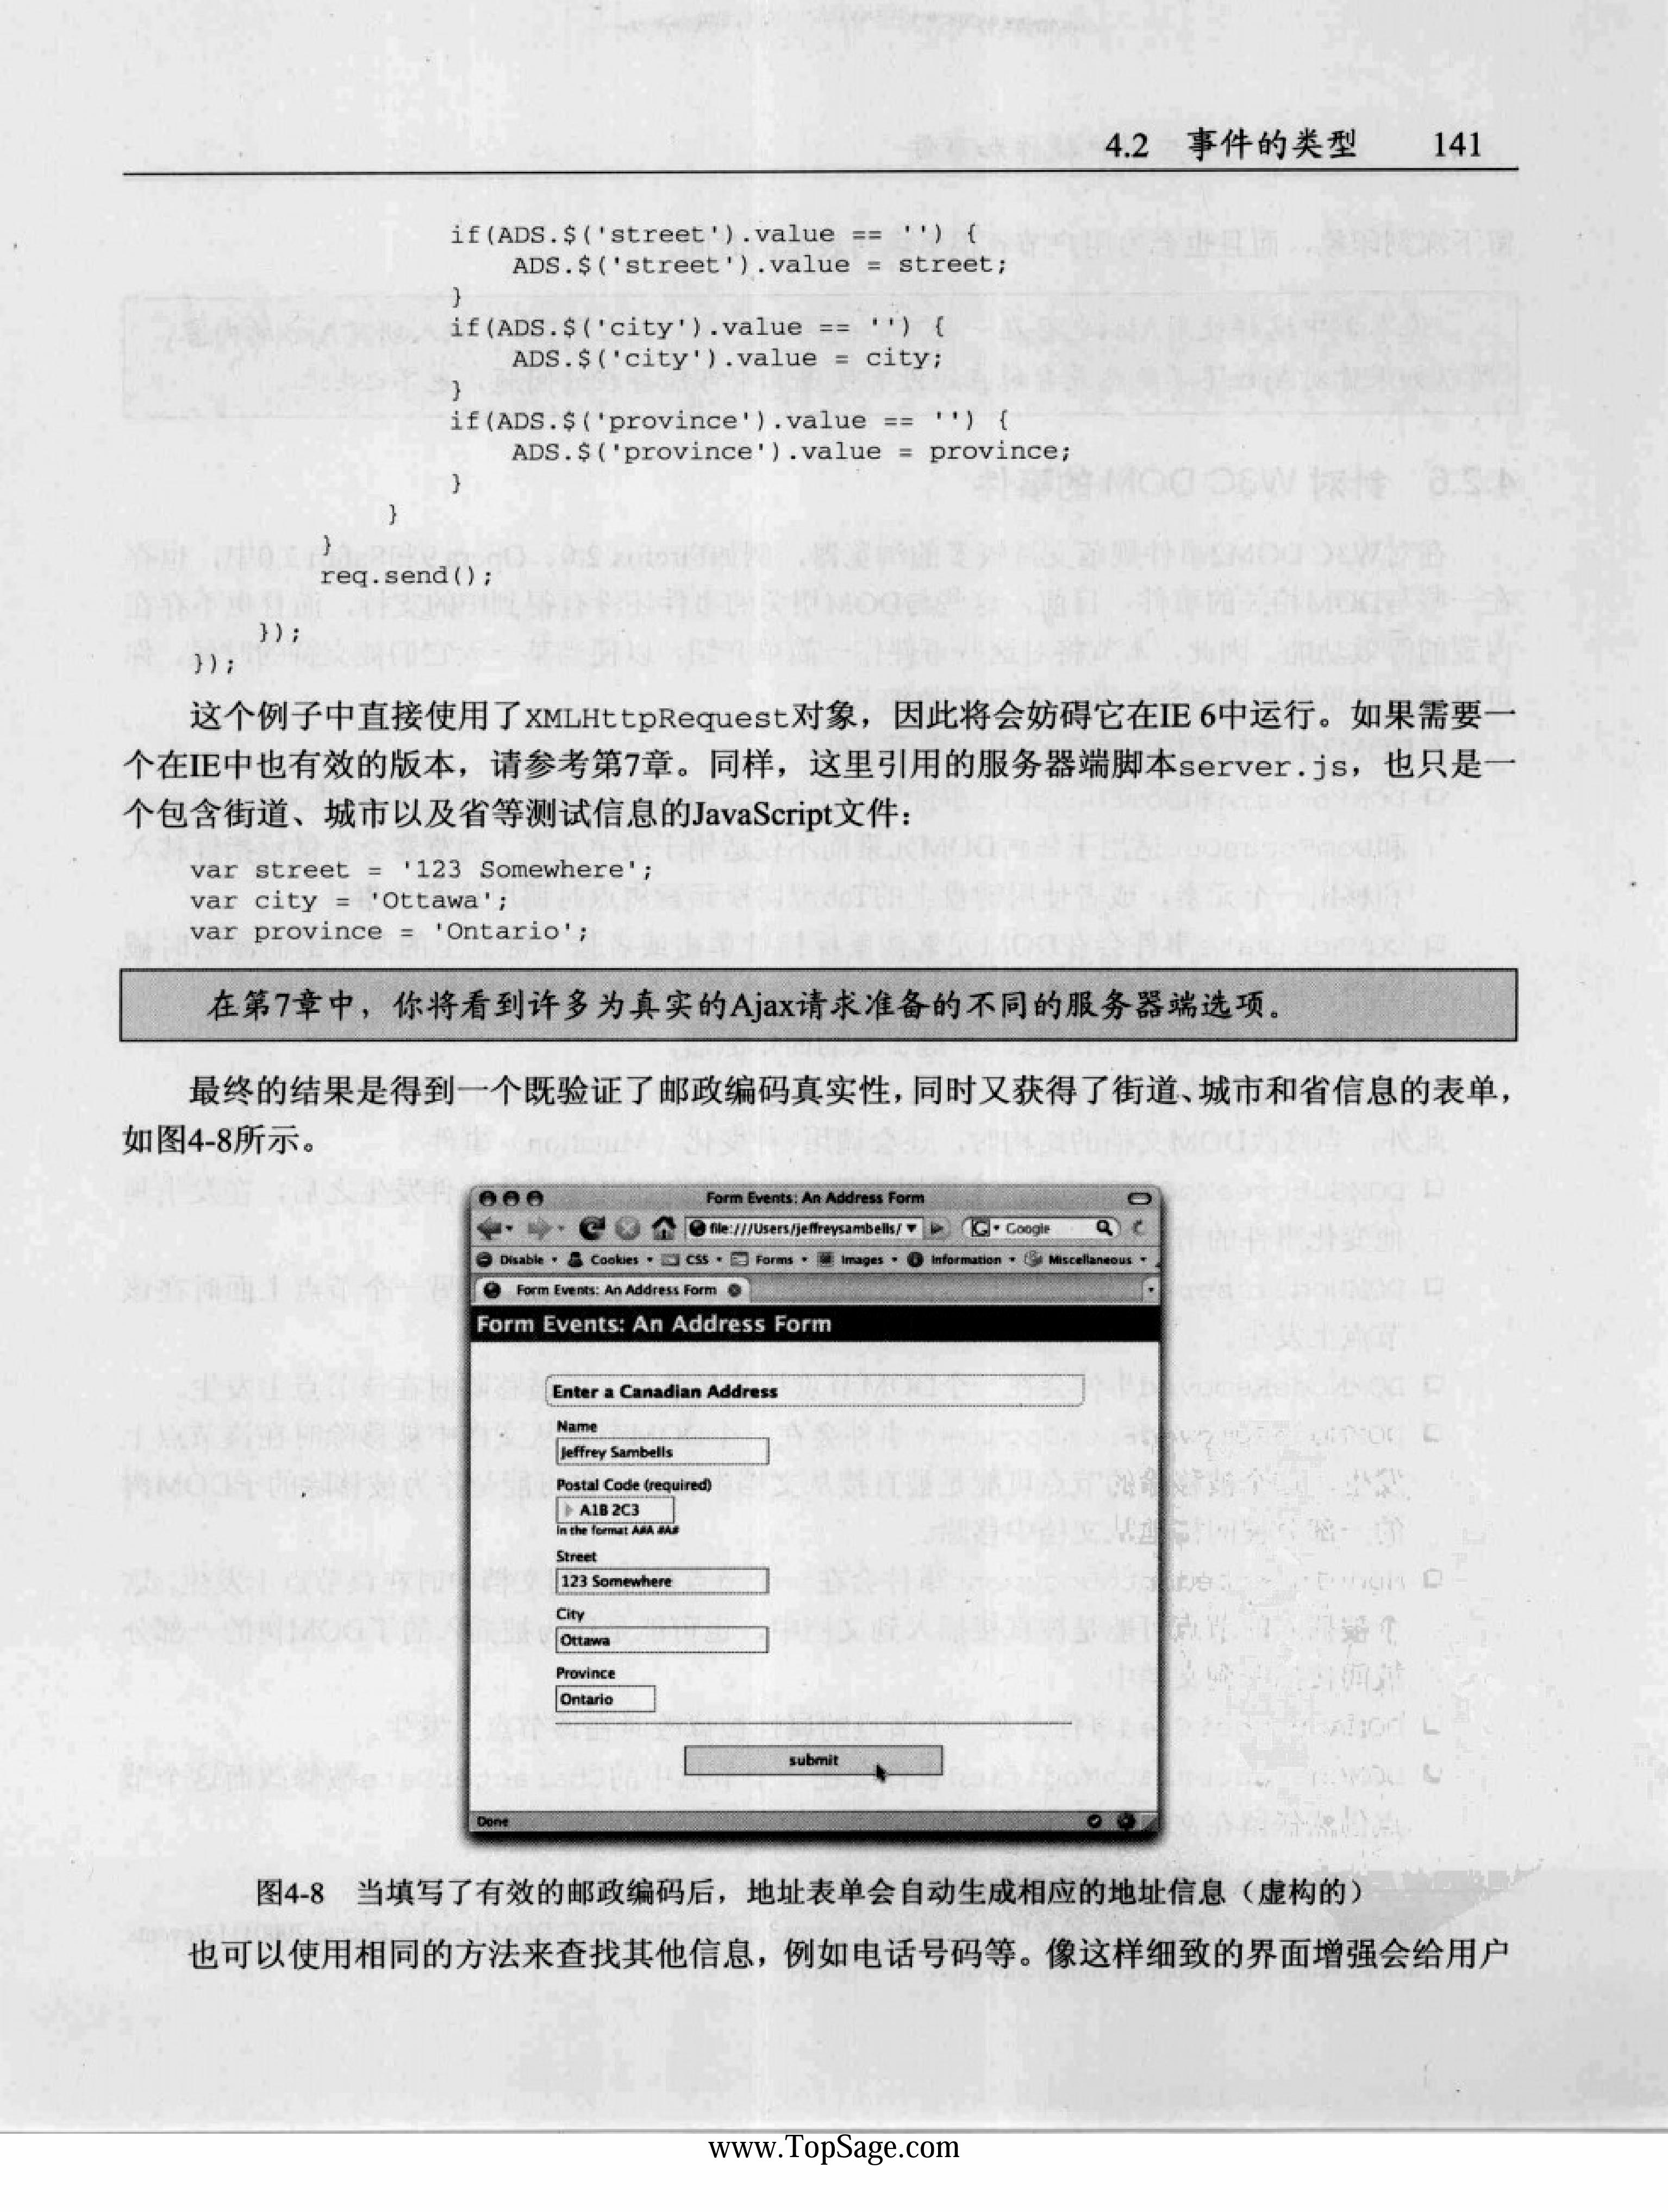 4.2 事件的类型 141
if(ADS.$('street').value == '') {
ADS.$('street').value = street;
}
if(ADS.$('city').value == '') {
ADS.$('city').value = city;
}
if(ADS.$('province').value == '') {
ADS.$('province').value = province;
}
}
}
req.send();
});
});
这个例子中直接使用了XMLHttpRequest对象，因此将会妨碍它在IE 6中运行。如果需要一
个在IE中也有效的版本，请参考第7章。同样，这里引用的服务器端脚本server.js，也只是一
个包含街道、城市以及省等测试信息的JavaScript文件：
var street = '123 Somewhere';
var city = 'Ottawa';
var province = 'Ontario';
在第7章中，你将看到许多为真实的Ajax请求准备的不同的服务器端选项。
最终的结果是得到一个既验证了邮政编码真实性，同时又获得了街道、城市和省信息的表单，
如图4-8所示。
Form Events: An Address Form
file:///Users/jeffreysambells/ G Google
Disable Cookies CSS Forms Images Information Miscellaneous
Form Events: An Address Form
Form Events: An Address Form
Enter a Canadian Address
Name
Jeffrey Sambells
Postal Code (required)
A1B 2C3
In the format A#A #A#
Street
123 Somewhere
City
Ottawa
Province
Ontario
submit
Done
图4-8 当填写了有效的邮政编码后，地址表单会自动生成相应的地址信息（虚构的）
也可以使用相同的方法来查找其他信息，例如电话号码等。像这样细致的界面增强会给用户
www.TopSage.com